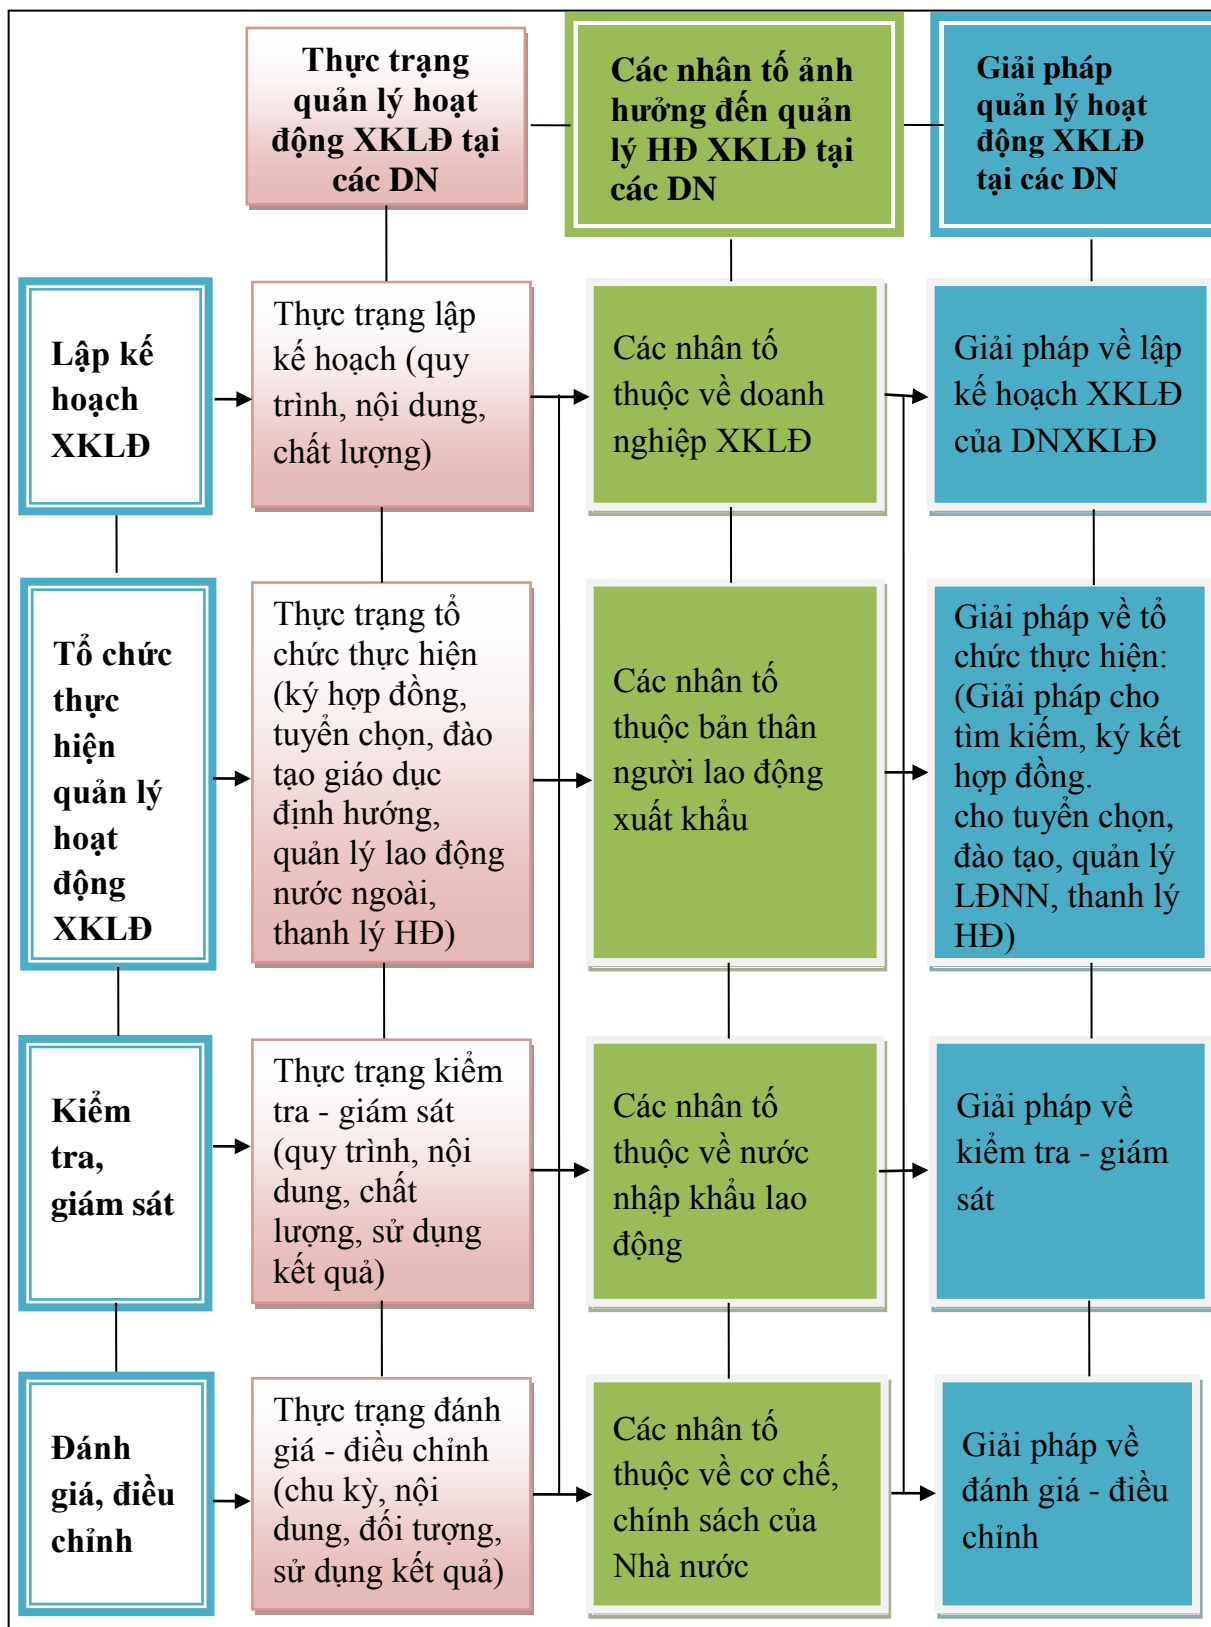 Thực trạng
quản lý hoạt
động XKLĐ tại
các DN
Các nhân tố ảnh
hưởng đến quản
lý HĐ XKLĐ tại
các DN
Giải pháp
quản lý hoạt
động XKLĐ
tại các DN
Lập kế
hoạch
XKLĐ
Thực trạng lập
kế hoạch (quy
trình, nội dung,
chất lượng)
Các nhân tố
thuộc về doanh
nghiệp XKLĐ
Giải pháp về lập
kế hoạch XKLĐ
của DNXKLĐ
Tổ chức
thực
hiện
quản lý
hoạt
động
XKLĐ
Thực trạng tổ
chức thực hiện
(ký hợp đồng,
tuyển chọn, đào
tạo giáo dục
định hướng,
quản lý lao động
nước ngoài,
thanh lý HĐ)
Các nhân tố
thuộc bản thân
người lao động
xuất khẩu
Giải pháp về tổ
chức thực hiện:
(Giải pháp cho
tìm kiếm, ký kết
hợp đồng.
cho tuyển chọn,
đào tạo, quản lý
LĐNN, thanh lý
HĐ)
Kiểm
tra,
giám sát
Thực trạng kiểm
tra - giám sát
(quy trình, nội
dung, chất
lượng, sử dụng
kết quả)
Các nhân tố
thuộc về nước
nhập khẩu lao
động
Giải pháp về
kiểm tra - giám
sát
Đánh
giá, điều
chỉnh
Thực trạng đánh
giá - điều chỉnh
(chu kỳ, nội
dung, đối tượng,
sử dụng kết quả)
Các nhân tố
thuộc về cơ chế,
chính sách của
Nhà nước
Giải pháp về
đánh giá - điều
chỉnh